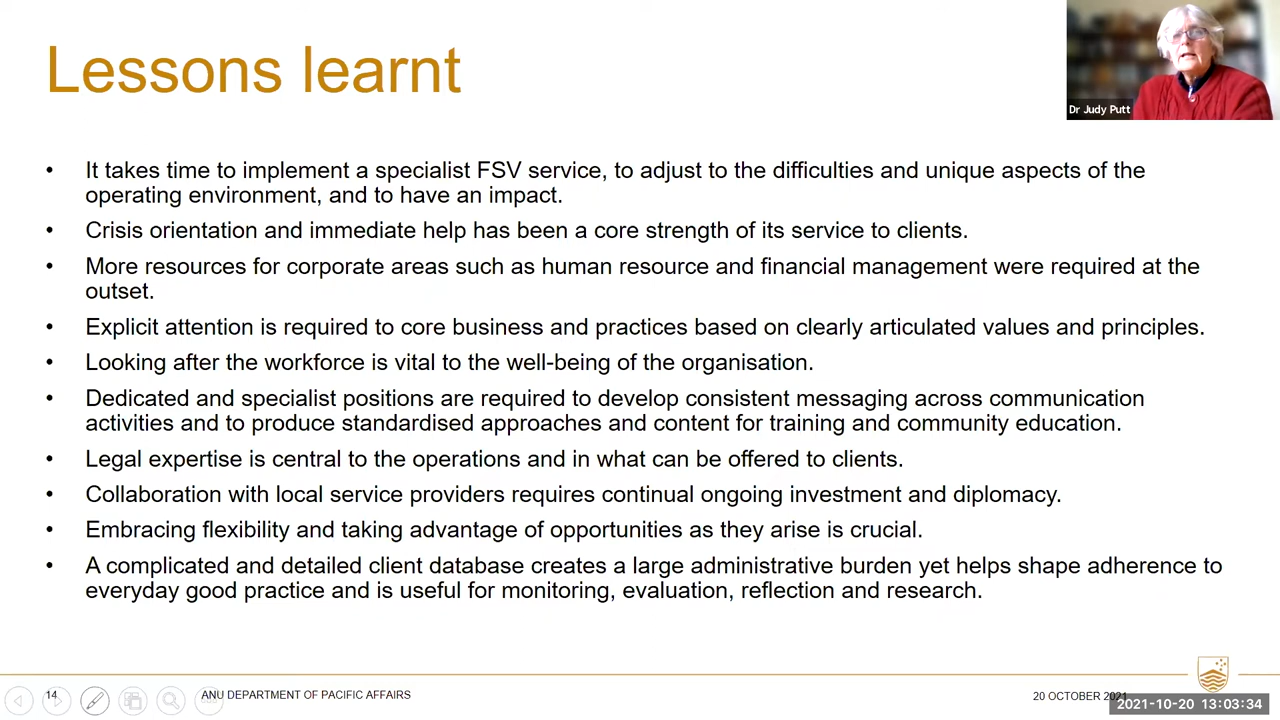 Lessons learnt
Dr Judy Putt
• It takes time to implement a specialist FSV service, to adjust to the difficulties and unique aspects of the
operating environment, and to have an impact.
• Crisis orientation and immediate help has been a core strength of its service to clients.
• More resources for corporate areas such as human resource and financial management were required at the
outset.
• Explicit attention is required to core business and practices based on clearly articulated values and principles.
• Looking after the workforce is vital to the well-being of the organisation.
• Dedicated and specialist positions are required to develop consistent messaging across communication
activities and to produce standardised approaches and content for training and community education.
• Legal expertise is central to the operations and in what can be offered to clients.
• Collaboration with local service providers requires continual ongoing investment and diplomacy.
• Embracing flexibility and taking advantage of opportunities as they arise is crucial.
• A complicated and detailed client database creates a large administrative burden yet helps shape adherence to
everyday good practice and is useful for monitoring, evaluation, reflection and research.
14
ANU DEPARTMENT OF PACIFIC AFFAIRS
20 OCTOBER 2021
2021-10-20 13:03:34